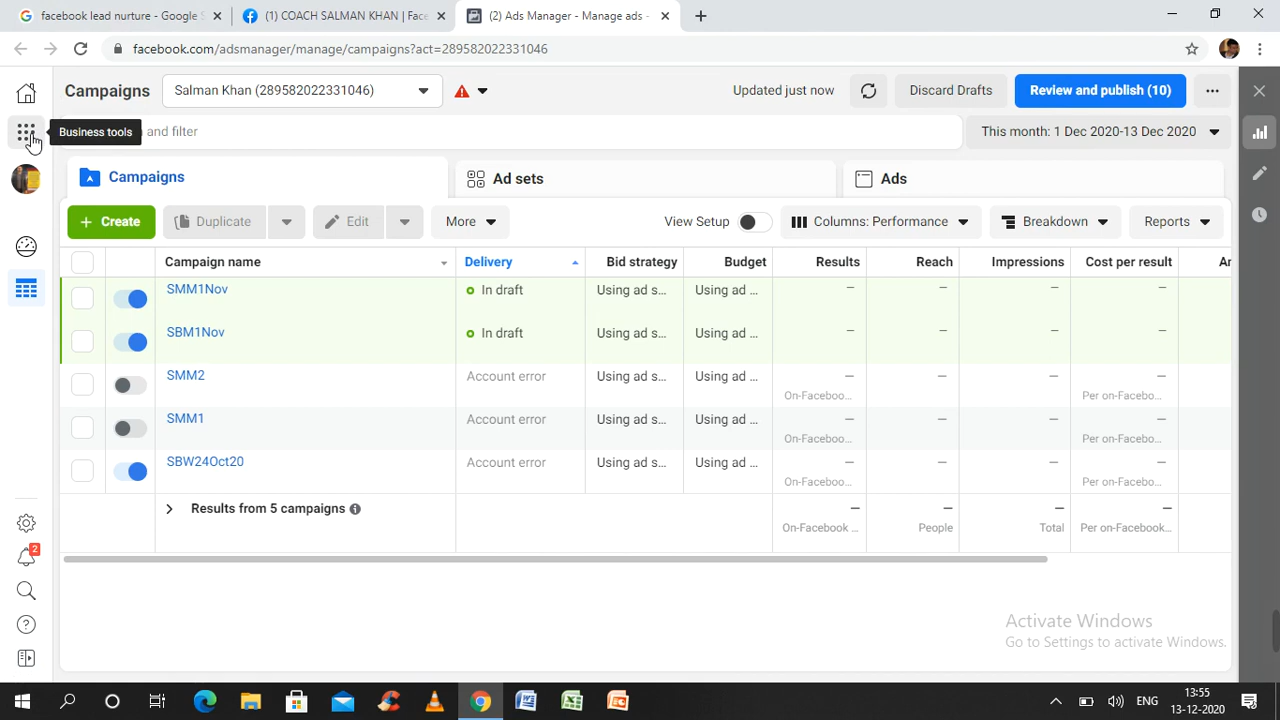 facebook lead nurture - Google S
(1) COACH SALMAN KHAN | Face
(2) Ads Manager - Manage ads -
facebook.com/adsmanager/manage/campaigns?act=289582022331046
Campaigns
Salman Khan (289582022331046)
Updated just now
Discard Drafts
Review and publish (10)
Business tools
and filter
This month: 1 Dec 2020-13 Dec 2020
Campaigns
Ad sets
Ads
+ Create
Duplicate
Edit
More
View Setup
Columns: Performance
Breakdown
Reports
Campaign name
Delivery
Bid strategy
Budget
Results
Reach
Impressions
Cost per result
Ar
SMM1Nov
In draft
Using ad s...
Using ad ...
—
—
—
—
SBM1Nov
In draft
Using ad s...
Using ad ...
—
—
—
—
SMM2
Account error
Using ad s...
Using ad ...
—
—
—
—
On-Faceboo...
Per on-Facebo...
SMM1
Account error
Using ad s...
Using ad ...
—
—
—
—
On-Faceboo...
Per on-Facebo...
SBW24Oct20
Account error
Using ad s...
Using ad ...
—
—
—
—
On-Faceboo...
Per on-Facebo...
Results from 5 campaigns
—
—
—
—
On-Facebook ...
People
Total
Per on-Facebook...
2
Activate Windows
Go to Settings to activate Windows.
ENG
13:55
13-12-2020